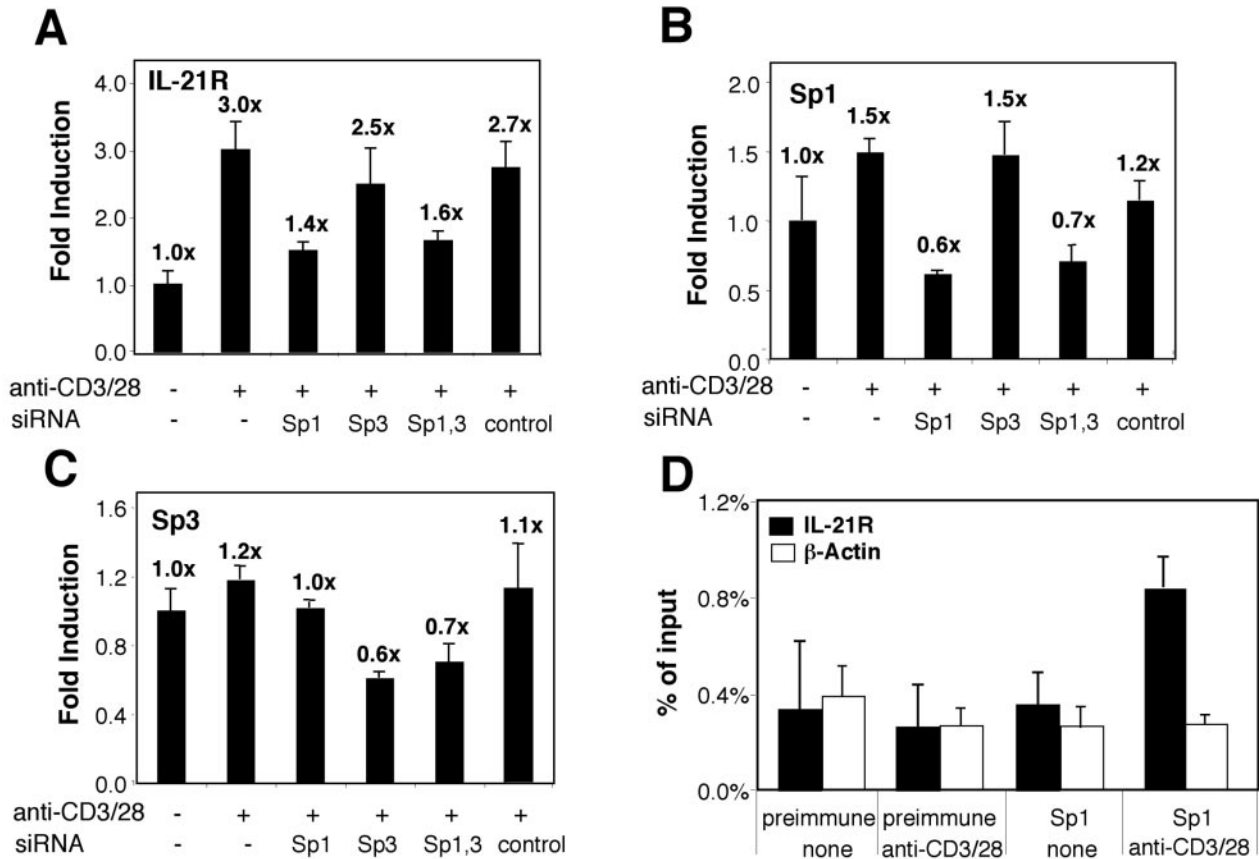 A
IL-21R
Fold Induction
4.0
3.0
2.0
1.0
0.0
1.0x
3.0x
1.4x
2.5x
1.6x
2.7x
anti-CD3/28 - + + + + +
siRNA - - Sp1 Sp3 Sp1,3 control
B
Sp1
Fold Induction
2.0
1.5
1.0
0.5
0.0
1.0x
1.5x
0.6x
1.5x
0.7x
1.2x
anti-CD3/28 - + + + + +
siRNA - - Sp1 Sp3 Sp1,3 control
C
Sp3
Fold Induction
1.6
1.2
0.8
0.4
0.0
1.0x
1.2x
1.0x
0.6x
0.7x
1.1x
anti-CD3/28 - + + + + +
siRNA - - Sp1 Sp3 Sp1,3 control
D
IL-21R
β-Actin
% of input
1.2%
0.8%
0.4%
0.0%
preimmune preimmune Sp1 Sp1
none anti-CD3/28 none anti-CD3/28